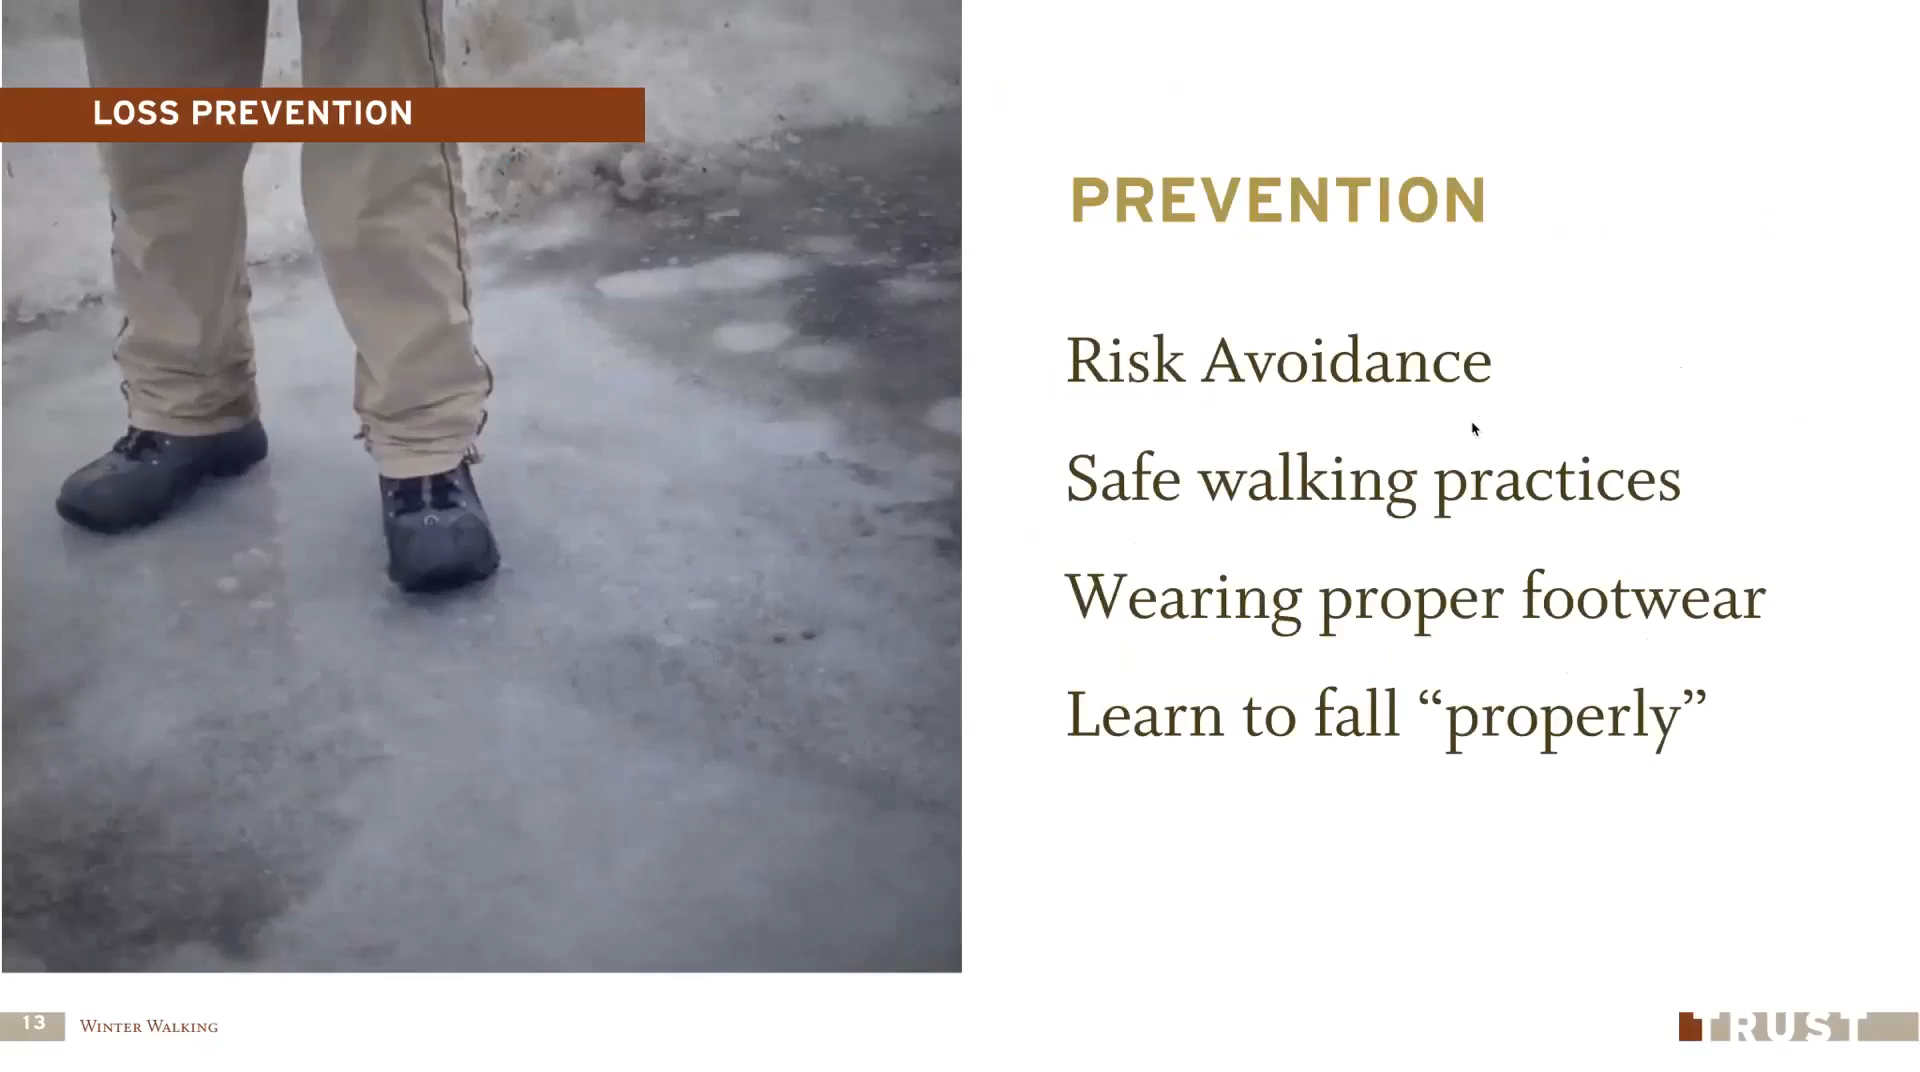 LOSS PREVENTION
PREVENTION
Risk Avoidance
Safe walking practices
Wearing proper footwear
Learn to fall “properly”
13
Winter Walking
TRUST